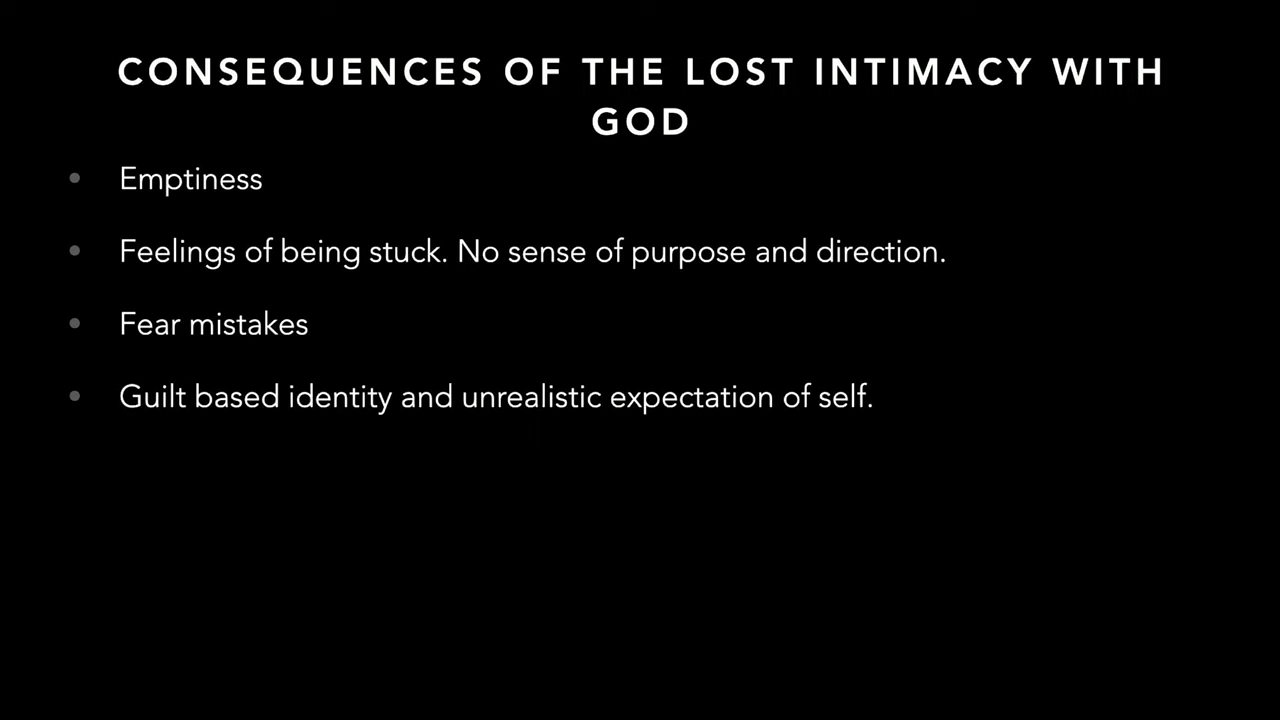 CONSEQUENCES OF THE LOST INTIMACY WITH
GOD
• Emptiness
• Feelings of being stuck. No sense of purpose and direction.
• Fear mistakes
• Guilt based identity and unrealistic expectation of self.